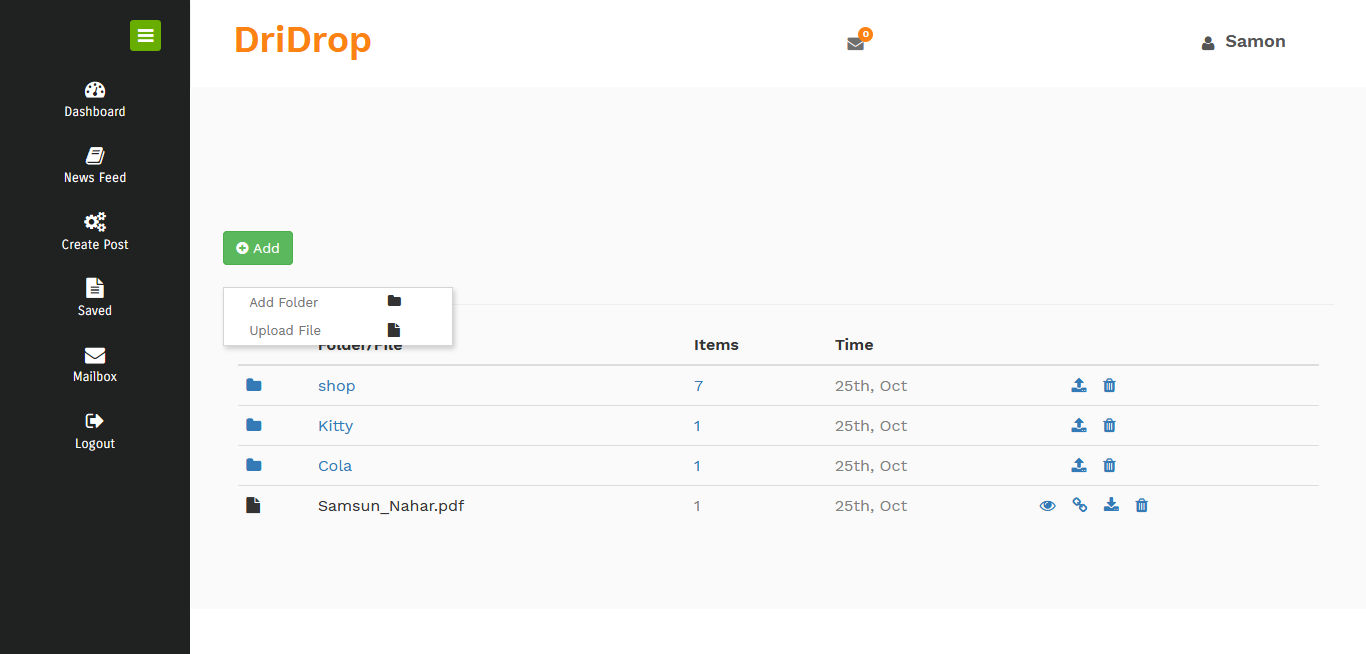 DriDrop
0
Samon
Dashboard
News Feed
Create Post
Saved
Mailbox
Logout
Add
Add Folder
Upload File
Folder/File Items Time
shop 7 25th, Oct
Kitty 1 25th, Oct
Cola 1 25th, Oct
Samsun_Nahar.pdf 1 25th, Oct